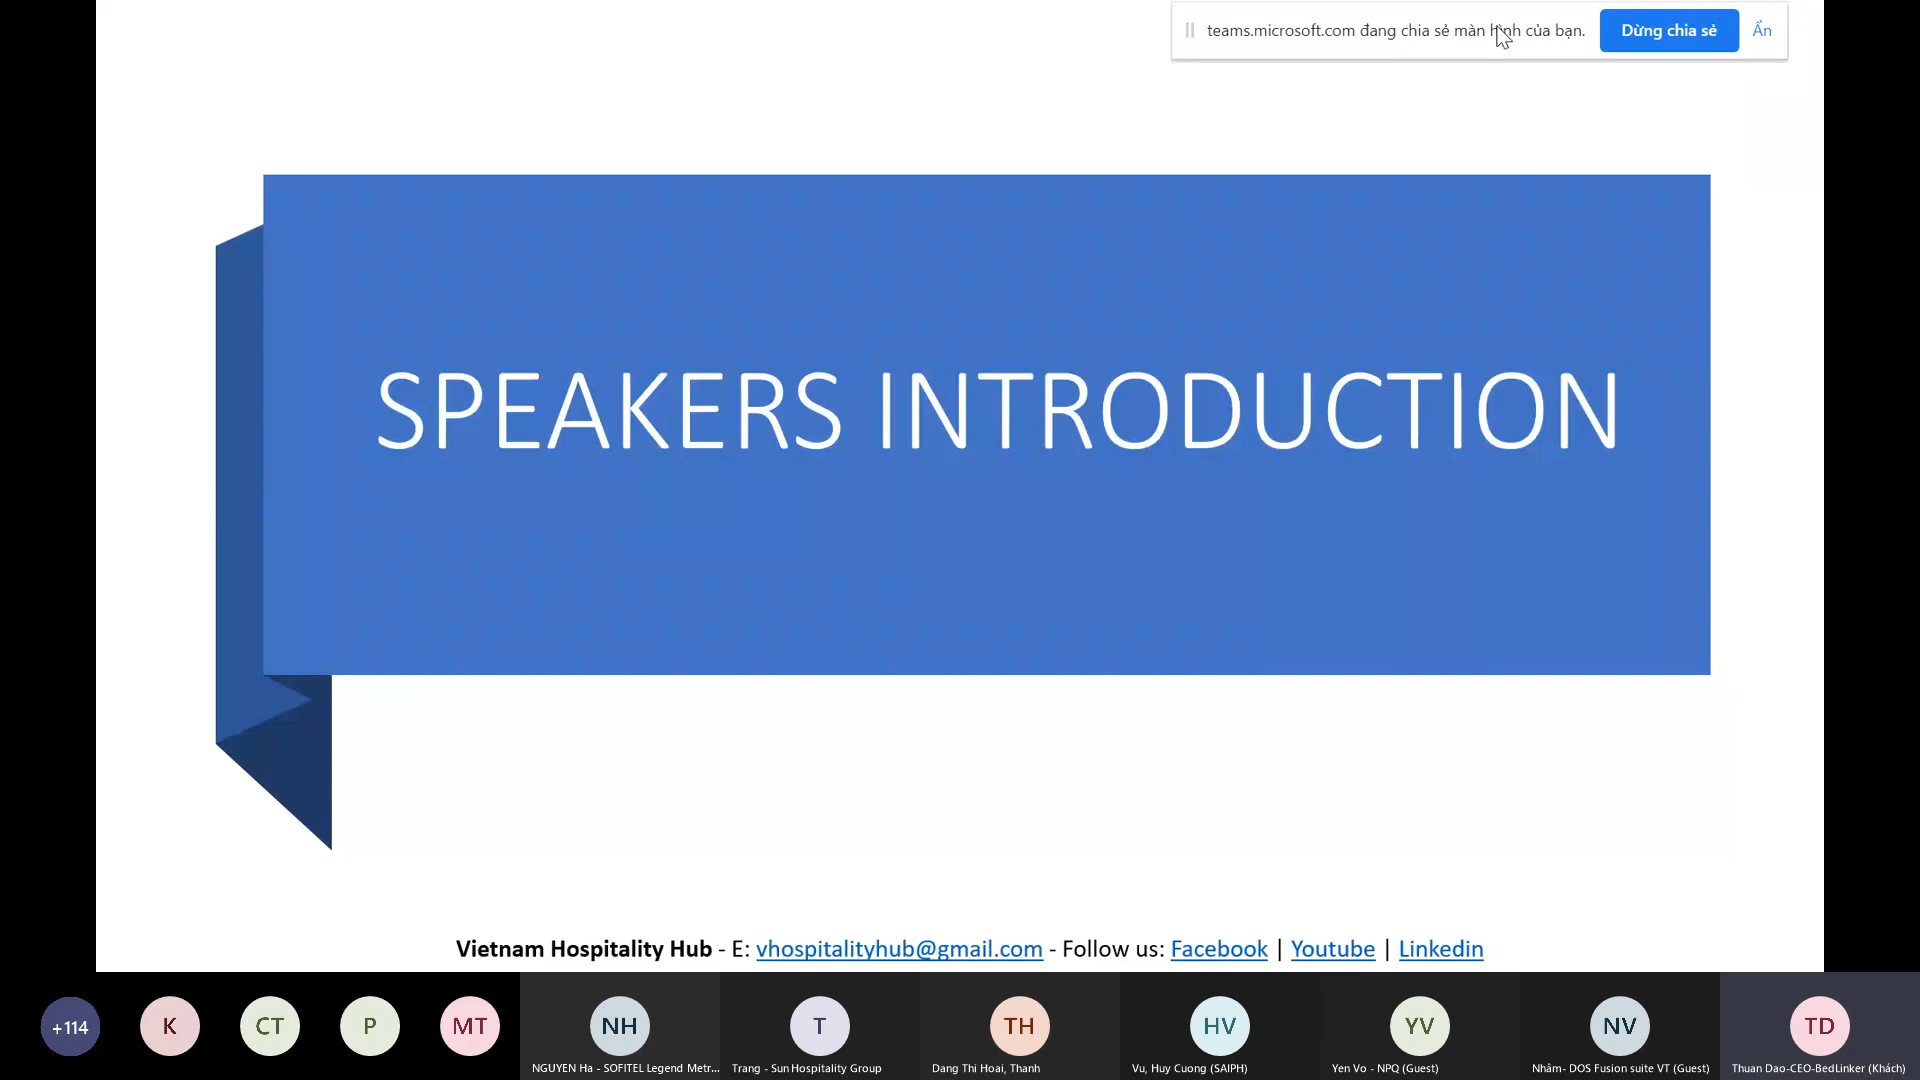 teams.microsoft.com đang chia sẻ màn hình của bạn.
Dừng chia sẻ
Ẩn
SPEAKERS INTRODUCTION
Vietnam Hospitality Hub - E: vhospitalityhub@gmail.com - Follow us: Facebook | Youtube | Linkedin
+114
K
CT
P
MT
NH
T
TH
HV
YV
NV
TD
NGUYEN Ha - SOFITEL Legend Metr...
Trang - Sun Hospitality Group
Dang Thi Hoai, Thanh
Vu, Huy Cuong (SAIPH)
Yen Vo - NPQ (Guest)
Nhâm- DOS Fusion suite VT (Guest)
Thuan Dao-CEO-BedLinker (Khách)